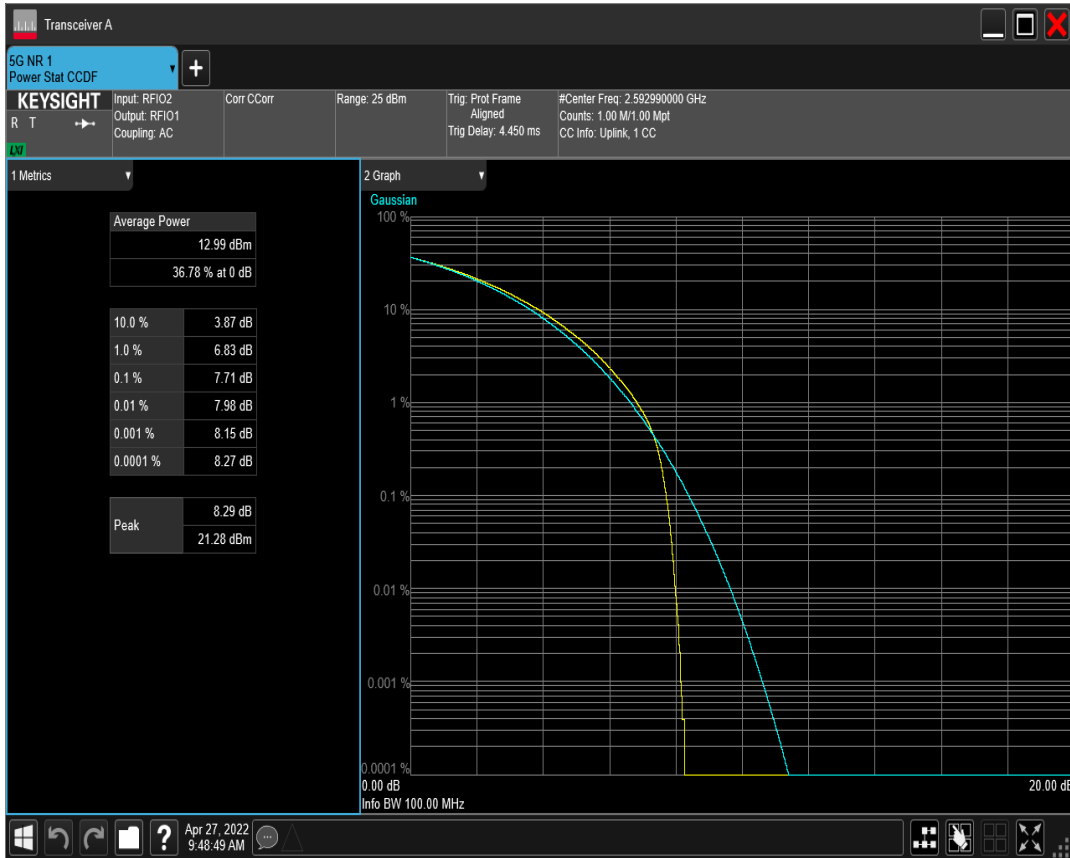 Transceiver A
5G NR 1
Power Stat CCDF
+
KEYSIGHT
R T
LXI
Input: RFIO2
Output: RFIO1
Coupling: AC
Corr CCorr
Range: 25 dBm
Trig: Prot Frame
Aligned
Trig Delay: 4.450 ms
#Center Freq: 2.592990000 GHz
Counts: 1.00 M/1.00 Mpt
CC Info: Uplink, 1 CC
1 Metrics
Average Power
12.99 dBm
36.78 % at 0 dB
10.0 % 3.87 dB
1.0 % 6.83 dB
0.1 % 7.71 dB
0.01 % 7.98 dB
0.001 % 8.15 dB
0.0001 % 8.27 dB
Peak 8.29 dB
21.28 dBm
2 Graph
Gaussian
100 %
10 %
1 %
0.1 %
0.01 %
0.001 %
0.0001 %
0.00 dB 20.00 dB
Info BW 100.00 MHz
?
Apr 27, 2022
9:48:49 AM